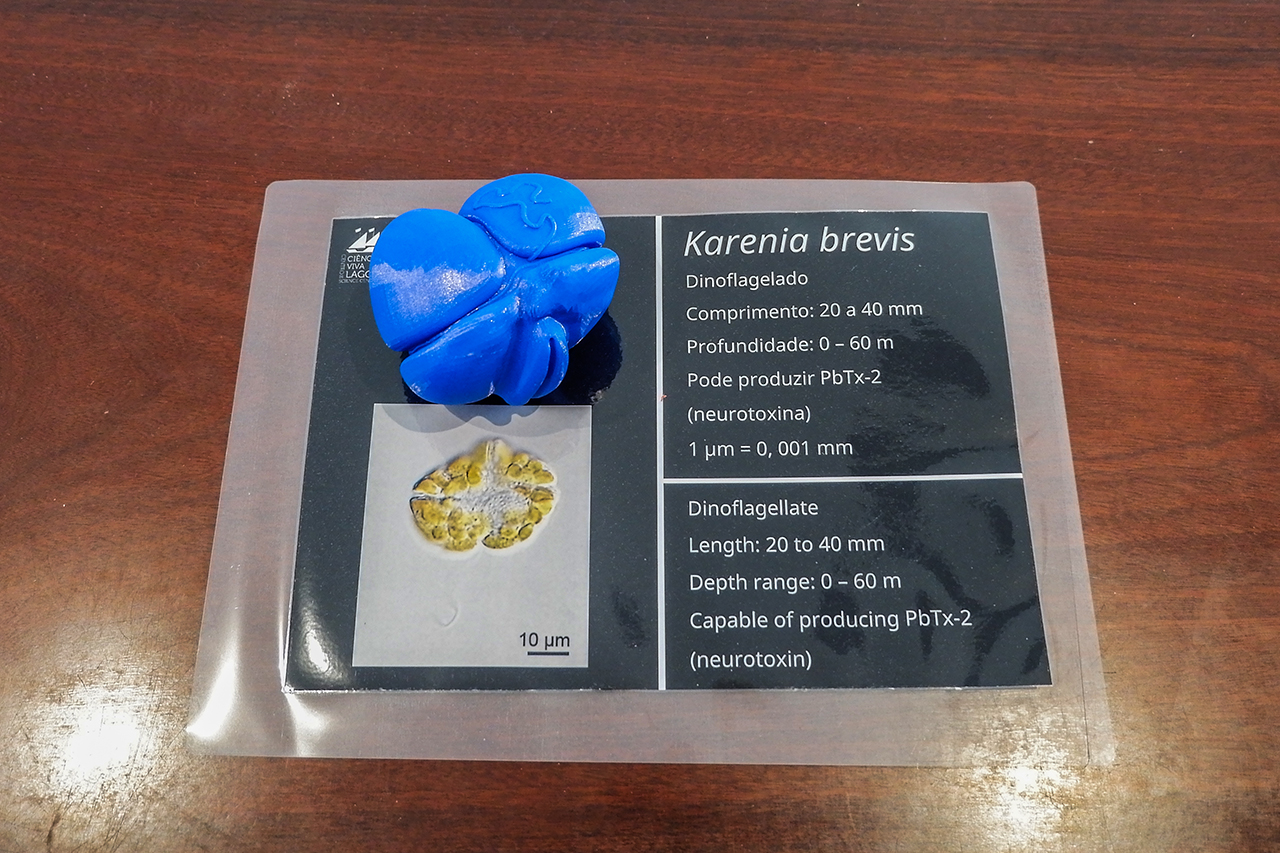 VIVA
Karenia brevis
Dinoflagelado
Comprimento: 20 a 40 mm
Profundidade: 0 – 60 m
Pode produzir PbTx-2
(neurotoxina)
1 µm = 0, 001 mm
Dinoflagellate
Length: 20 to 40 mm
Depth range: 0 – 60 m
Capable of producing PbTx-2
(neurotoxin)
10 µm